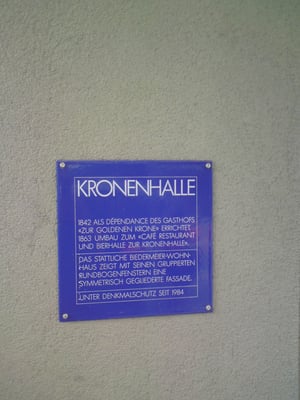 KRONENHALLE
1842 ALS DÉPENDANCE DES GASTHOFS
«ZUR GOLDENEN KRONE» ERRICHTET.
1863 UMBAU ZUM «CAFÉ RESTAURANT
UND BIERHALLE ZUR KRONENHALLE».
DAS STATTLICHE BIEDERMEIER-WOHN-
HAUS ZEIGT MIT SEINEN GRUPPIERTEN
RUNDBOGENFENSTERN EINE
SYMMETRISCH GEGLIEDERTE FASSADE.
UNTER DENKMALSCHUTZ SEIT 1984